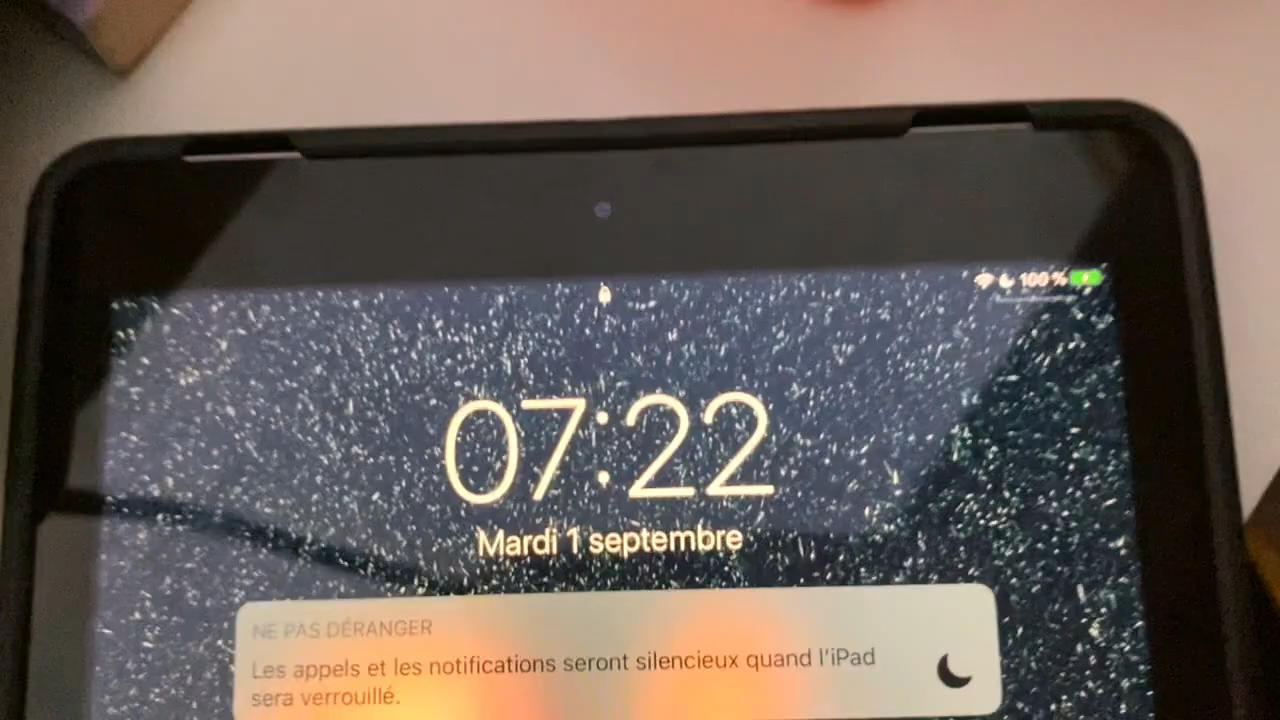 100 %
07:22
Mardi 1 septembre
NE PAS DÉRANGER
Les appels et les notifications seront silencieux quand l'iPad
sera verrouillé.